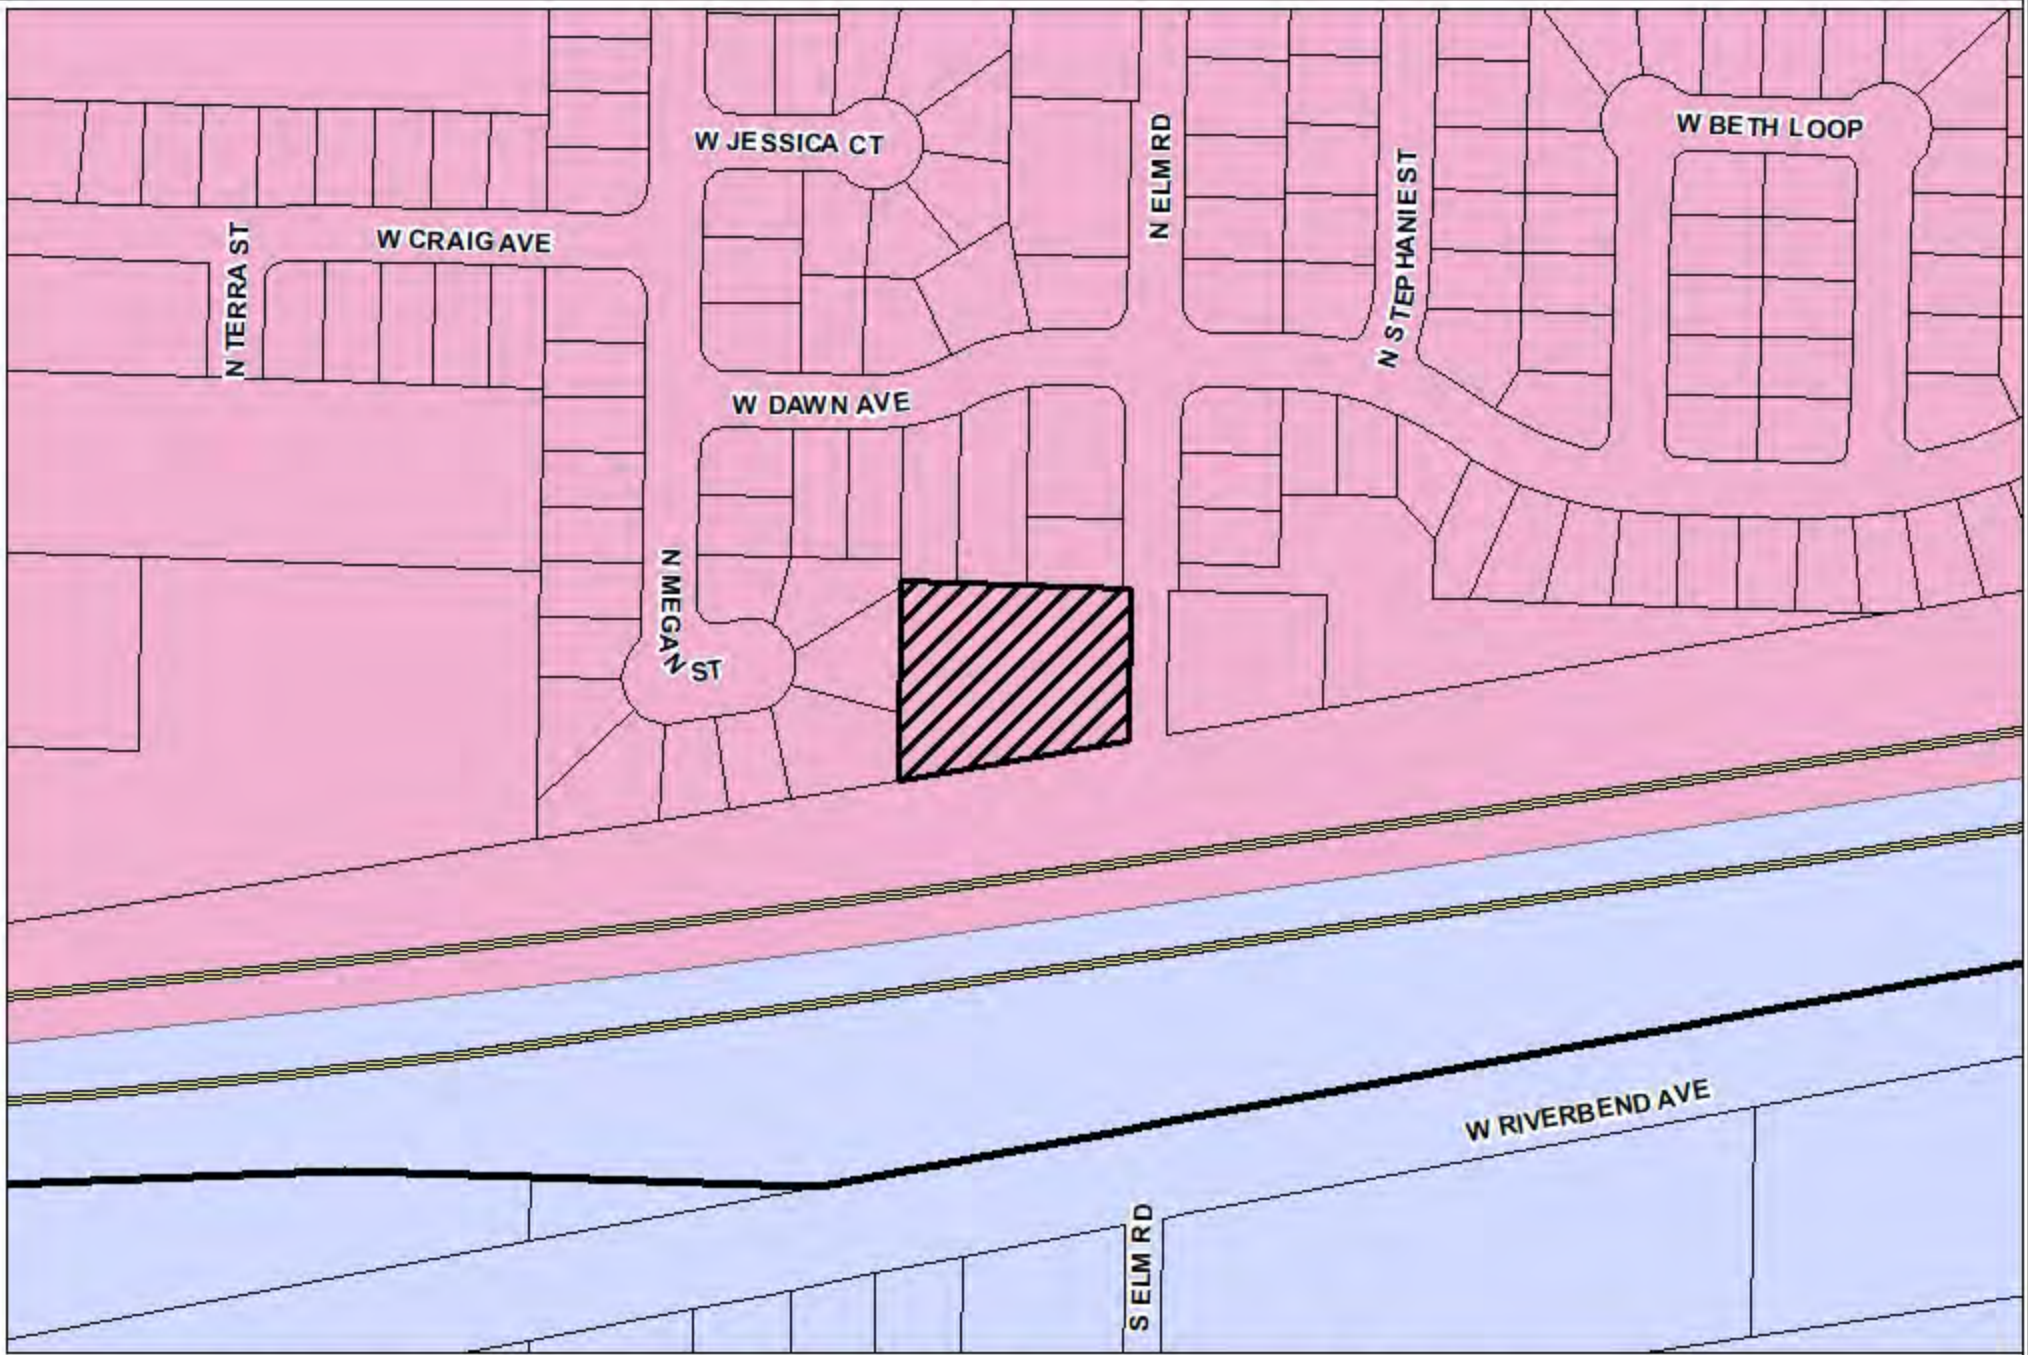 W JESSICA CT
W BETH LOOP
N ELM RD
N STEPHANIE ST
W CRAIG AVE
N TERRA ST
W DAWN AVE
N MEGAN ST
W RIVERBEND AVE
S ELM RD